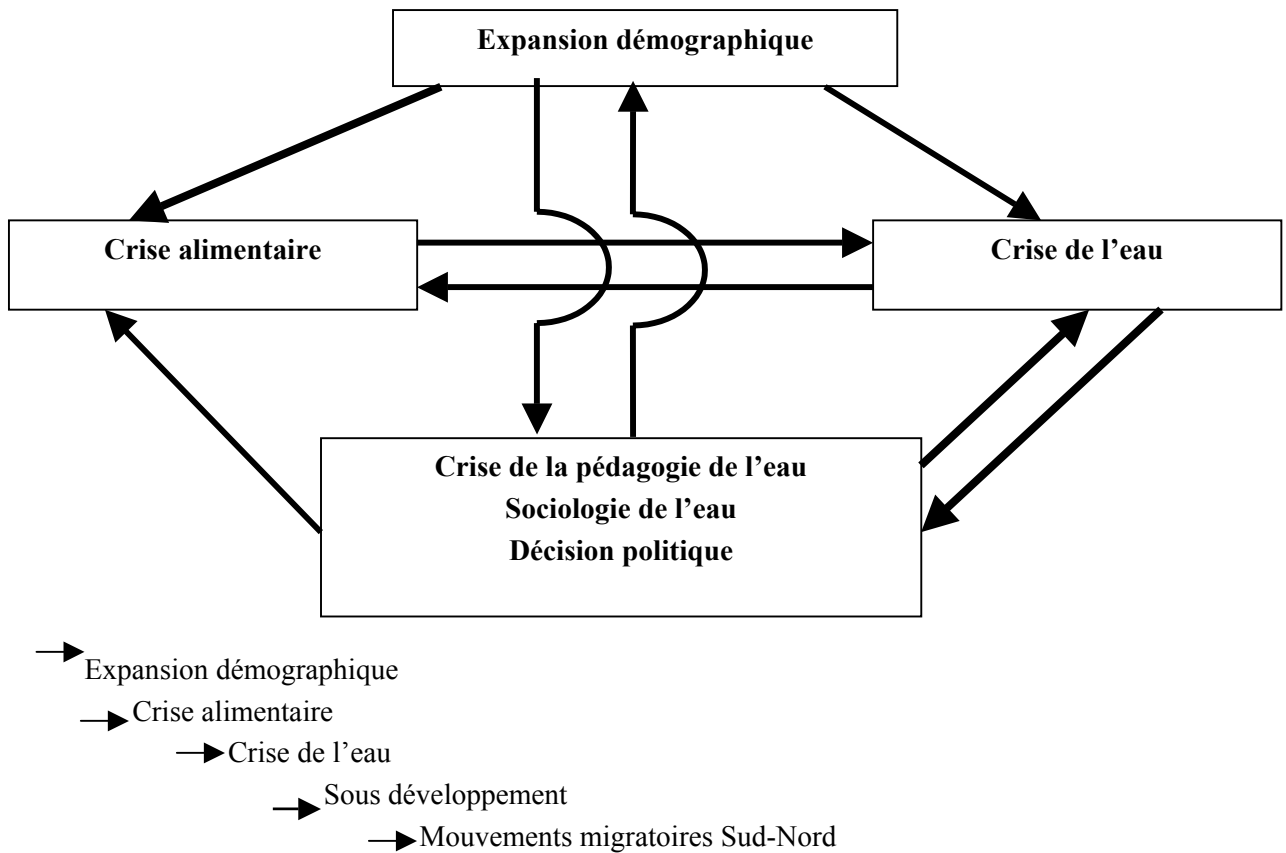 Expansion démographique
Crise alimentaire
Crise de l’eau
Crise de la pédagogie de l’eau
Sociologie de l’eau
Décision politique
Expansion démographique
Crise alimentaire
Crise de l’eau
Sous développement
Mouvements migratoires Sud-Nord